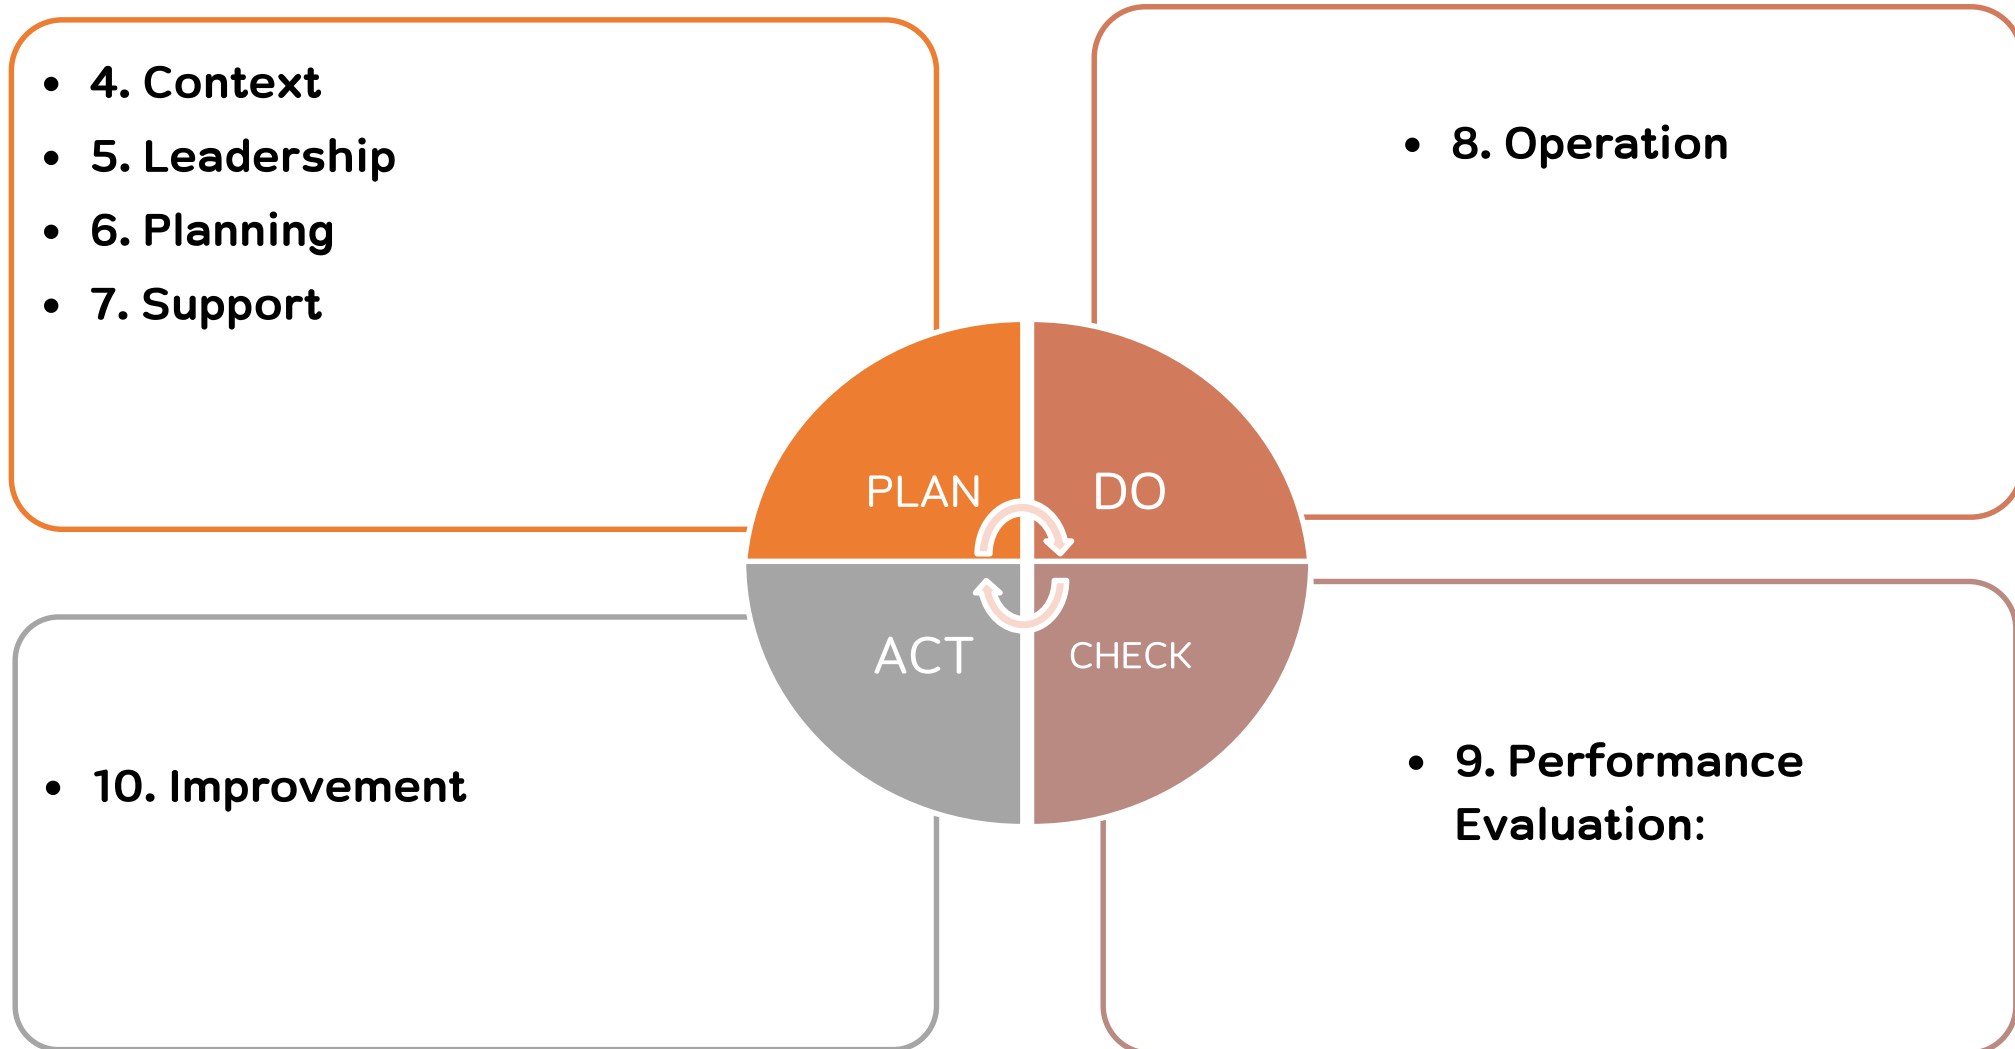 • 4. Context
• 5. Leadership
• 6. Planning
• 7. Support
• 8. Operation
PLAN
DO
ACT
CHECK
• 10. Improvement
• 9. Performance
Evaluation: